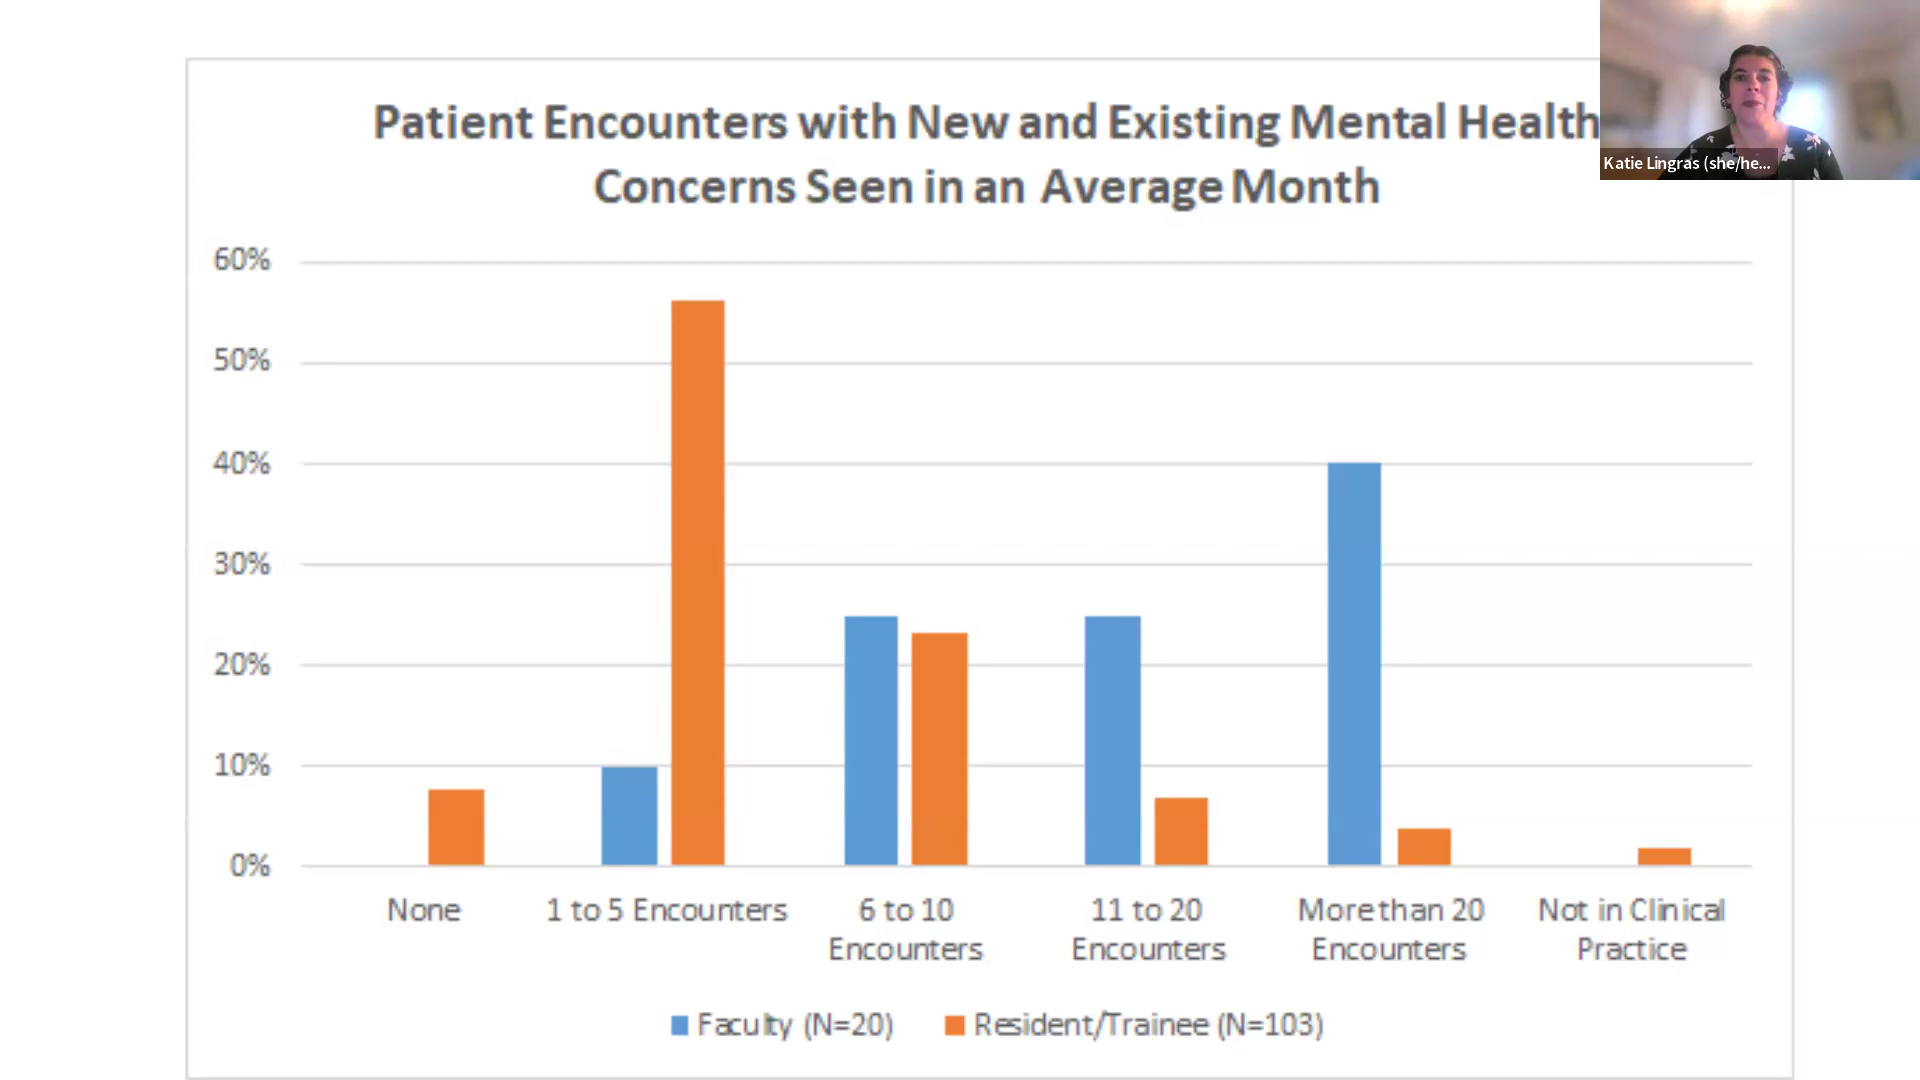 Patient Encounters with New and Existing Mental Health
Concerns Seen in an Average Month
Katie Lingras (she/he...
60%
50%
40%
30%
20%
10%
0%
None
1 to 5 Encounters
6 to 10
Encounters
11 to 20
Encounters
More than 20
Encounters
Not in Clinical
Practice
Faculty (N=20)
Resident/Trainee (N=103)